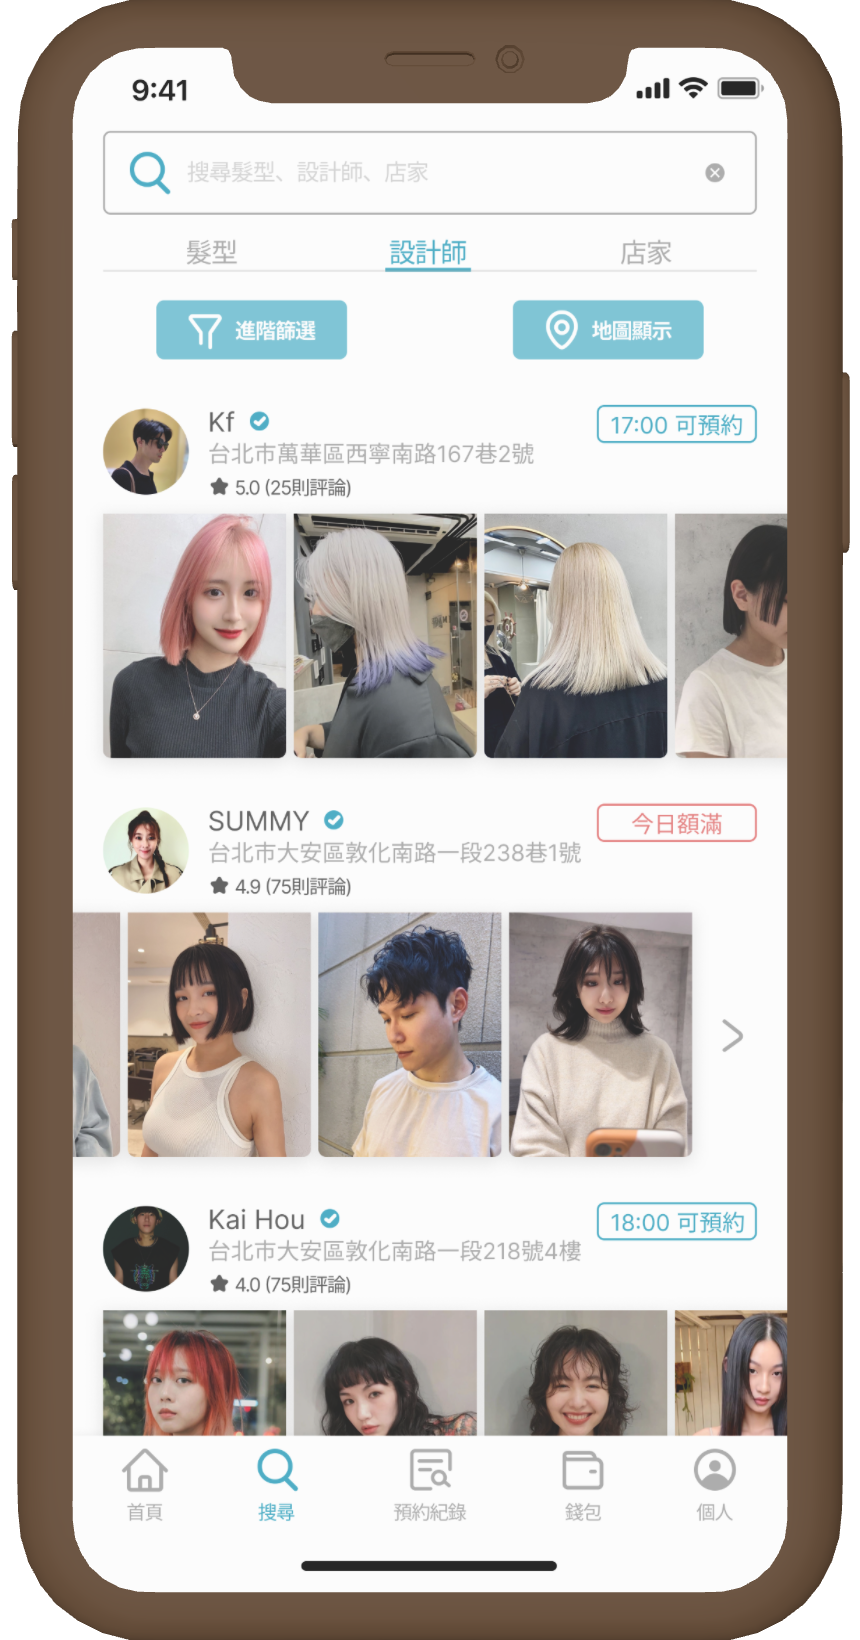 9:41
搜尋髮型、設計師、店家
髮型
設計師
店家
進階篩選
地圖顯示
Kf
17:00 可預約
台北市萬華區西寧南路167巷2號
5.0 (25則評論)
SUMMY
今日額滿
台北市大安區敦化南路一段238巷1號
4.9 (75則評論)
Kai Hou
18:00 可預約
台北市大安區敦化南路一段218號4樓
4.0 (75則評論)
首頁
搜尋
預約紀錄
錢包
個人